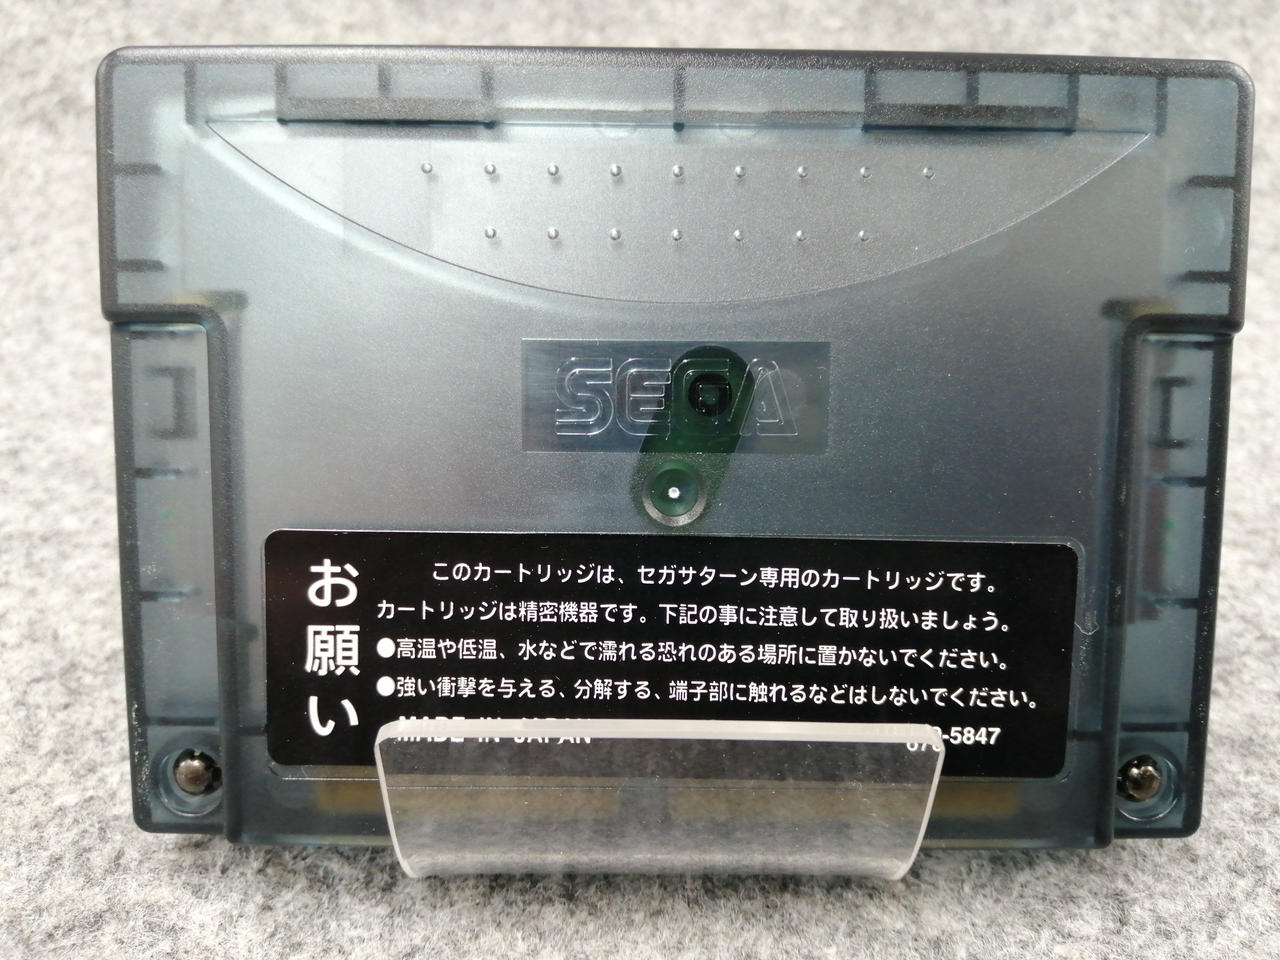 SEGA
お願い
このカートリッジは、セガサターン専用のカートリッジです。
カートリッジは精密機器です。下記の事に注意して取り扱いましょう。
●高温や低温、水などで濡れる恐れのある場所に置かないでください。
●強い衝撃を与える、分解する、端子部に触れるなどはしないでください。
MADE IN JAPAN
670-5847